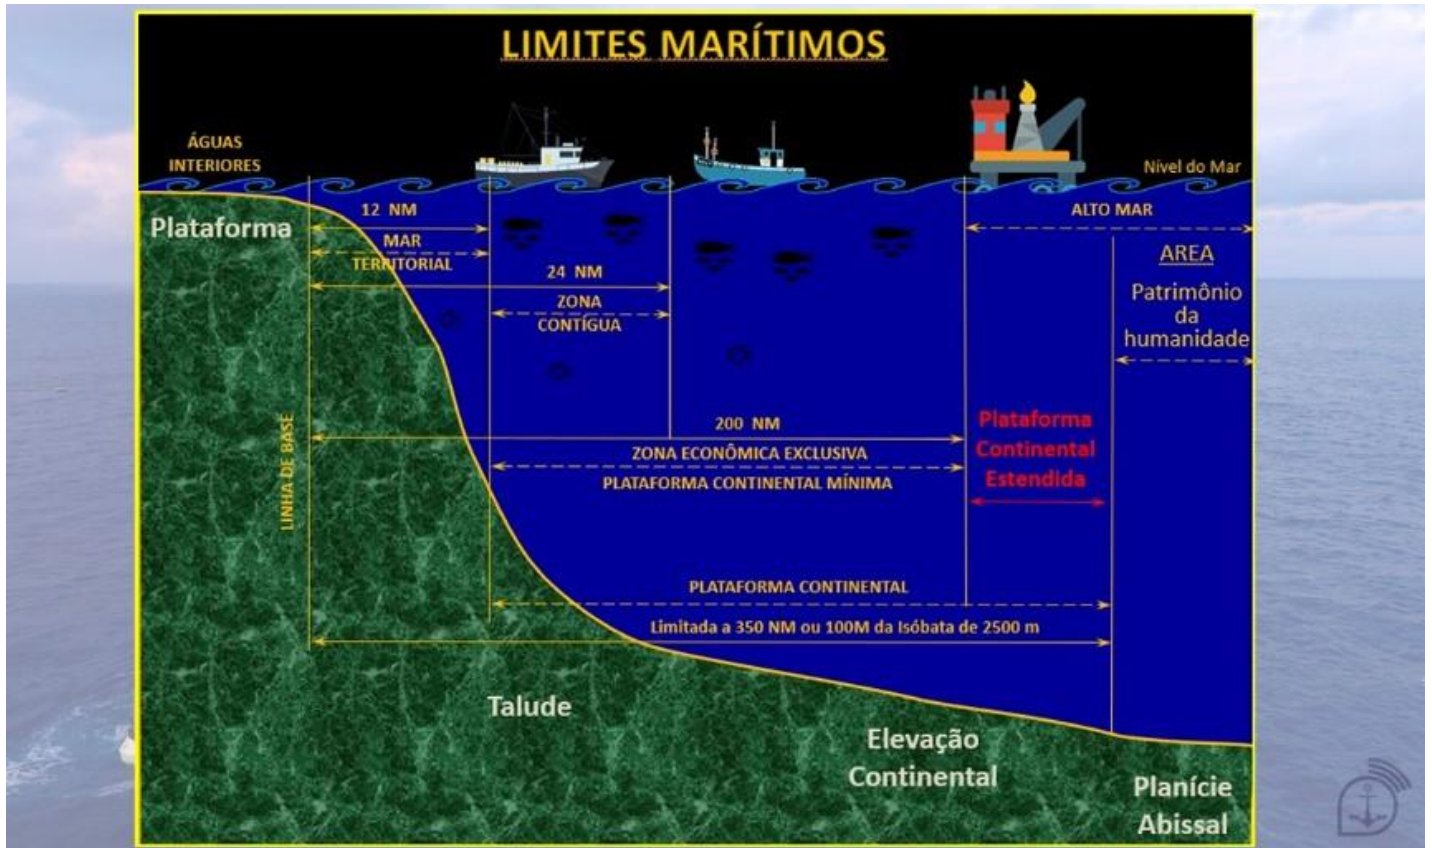 LIMITES MARÍTIMOS
ÁGUAS
INTERIORES
Nível do Mar
Plataforma
12 NM
MAR
TERRITORIAL
24 NM
ZONA
CONTÍGUA
ALTO MAR
AREA
Patrimônio
da
humanidade
LINHA DE BASE
200 NM
ZONA ECONÔMICA EXCLUSIVA
PLATAFORMA CONTINENTAL MÍNIMA
Plataforma
Continental
Estendida
PLATAFORMA CONTINENTAL
Limitada a 350 NM ou 100M da Isóbata de 2500 m
Talude
Elevação
Continental
Planície
Abissal